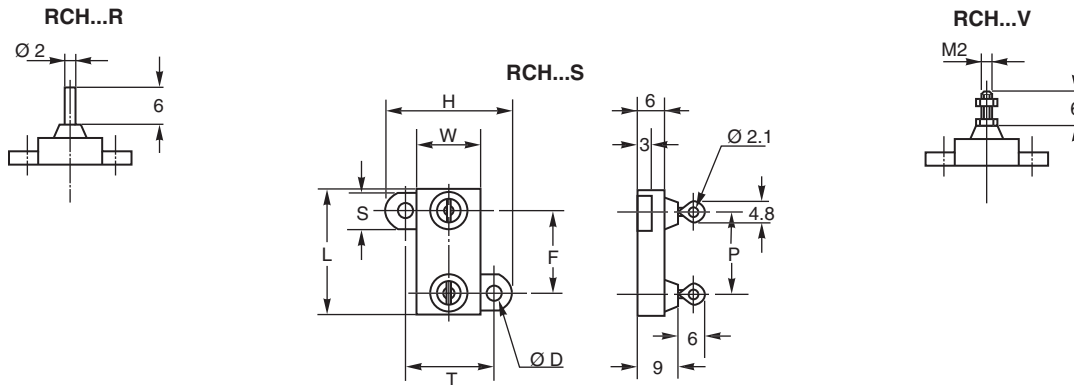 RCH...R
Ø 2
6
RCH...S
H
W
S
L
F
T
Ø D
6
3
Ø 2.1
4.8
P
6
9
RCH...V
M2
6